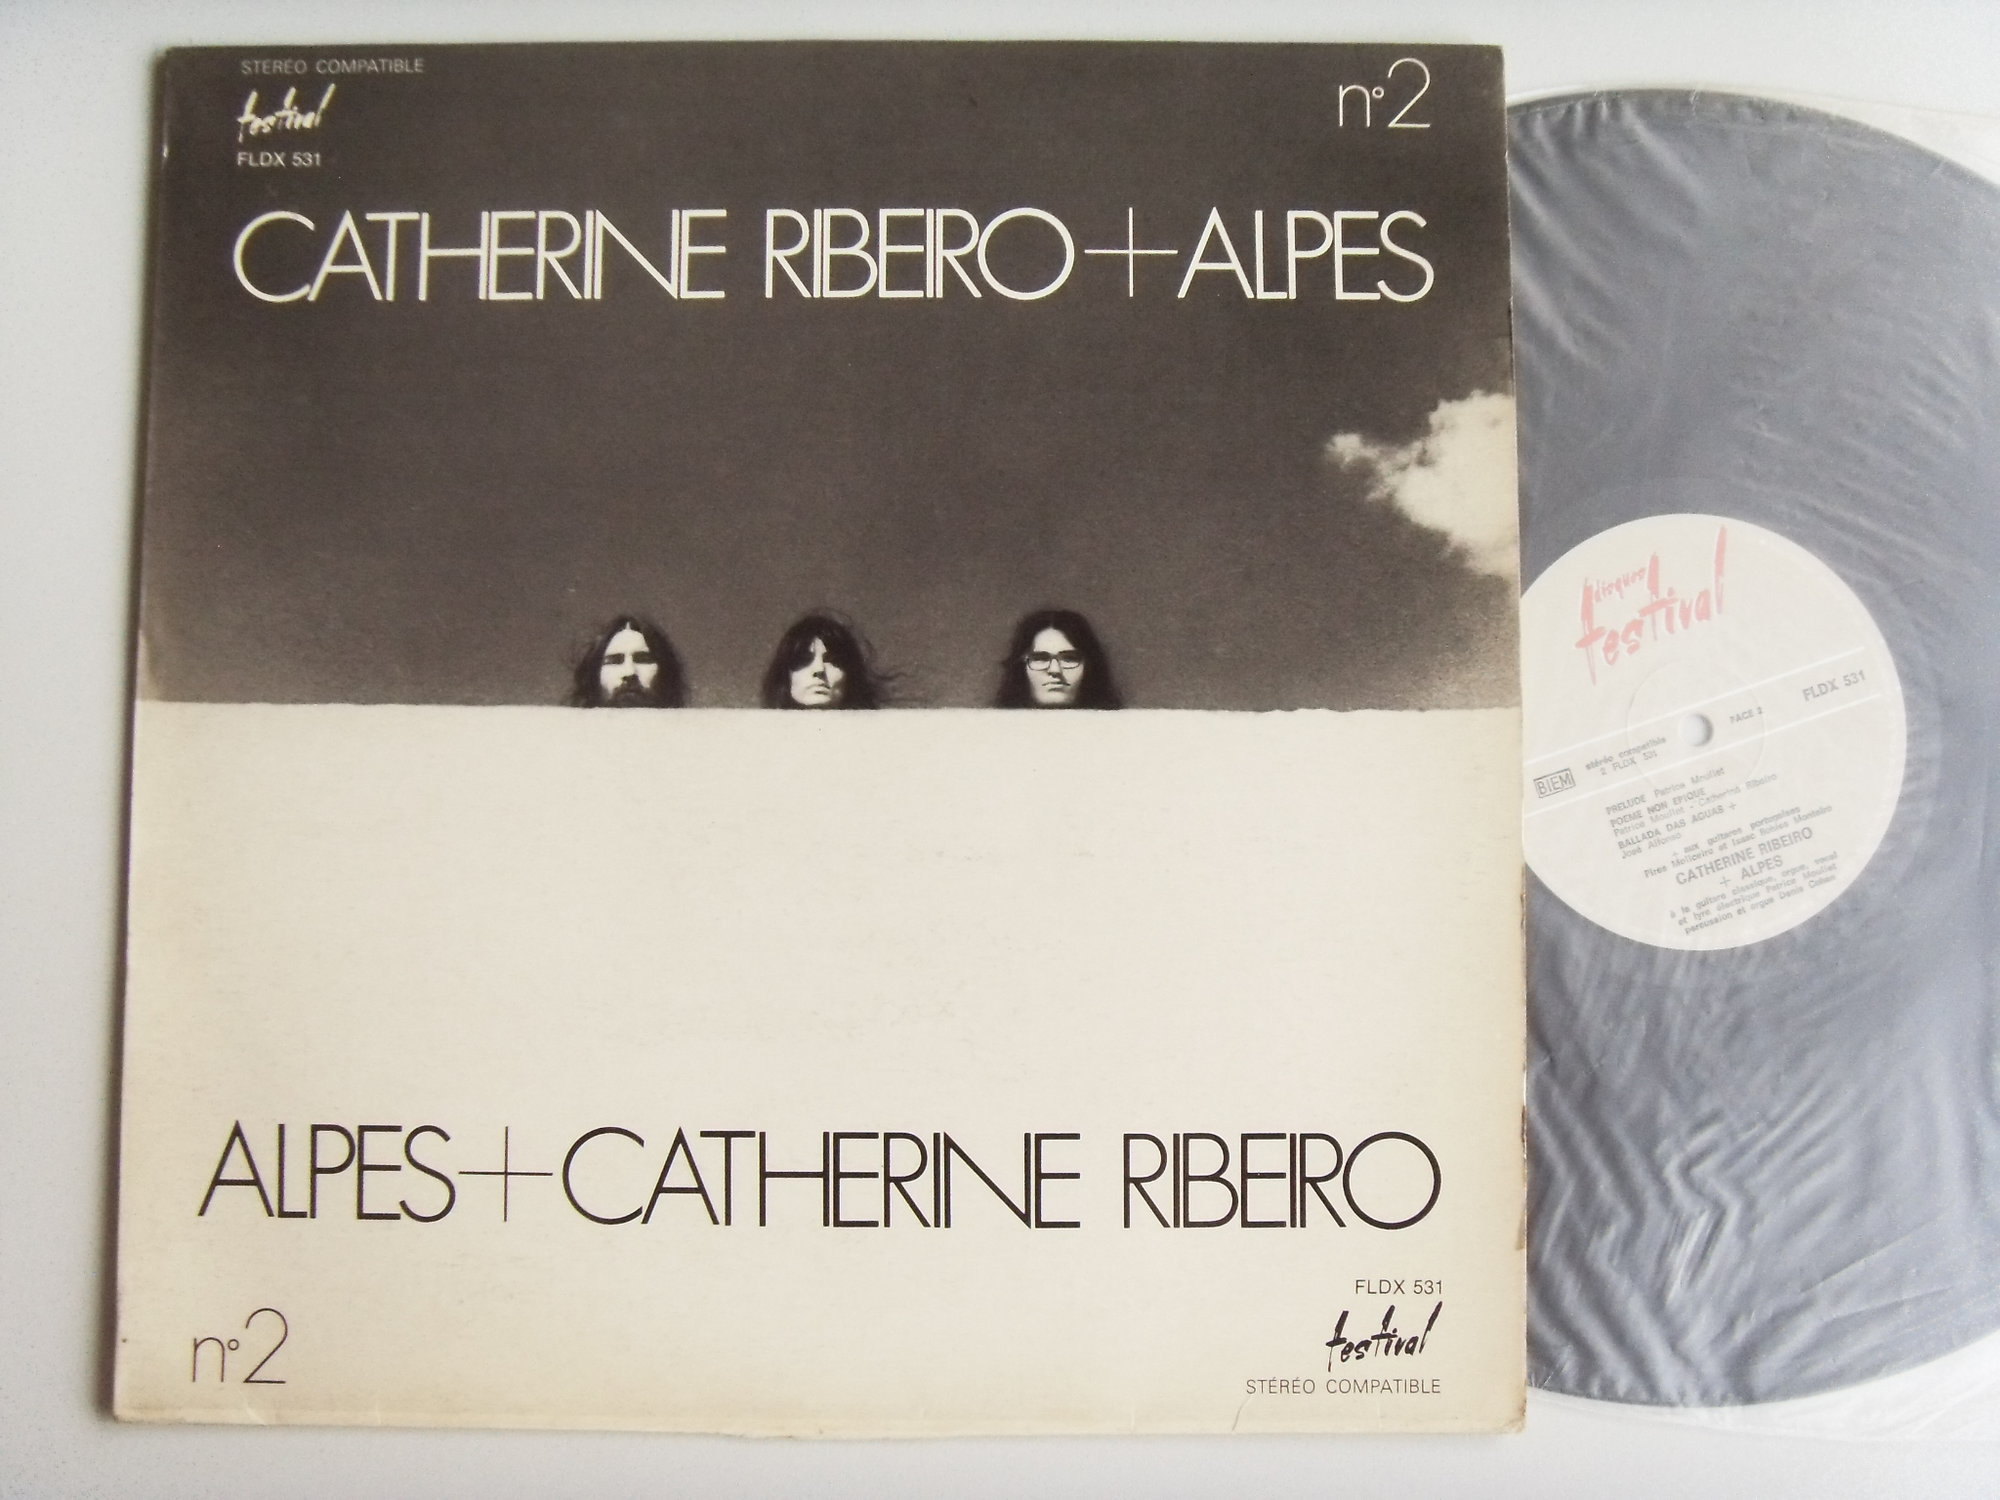 STEREO COMPATIBLE
festival
FLDX 531
n°2
CATHERINE RIBEIRO + ALPES
ALPES + CATHERINE RIBEIRO
n°2
FLDX 531
festival
STÉRÉO COMPATIBLE
disques
festival
FLDX 531
FACE 2
BIEM
stéréo compatible
2 FLDX 531
PRELUDE Patrice Moullet
POEME NON EPIQUE
Patrice Moullet - Catherine Ribeiro
BALLADA DAS AGUAS +
José Alfonso
+ aux guitares portugaises
Pires Moliceiro et Isaac Robles Monteiro
CATHERINE RIBEIRO
+ ALPES
à la guitare classique, orgue, vocal
et lyre électrique Patrice Moullet
percussion et orgue Denis Cohen